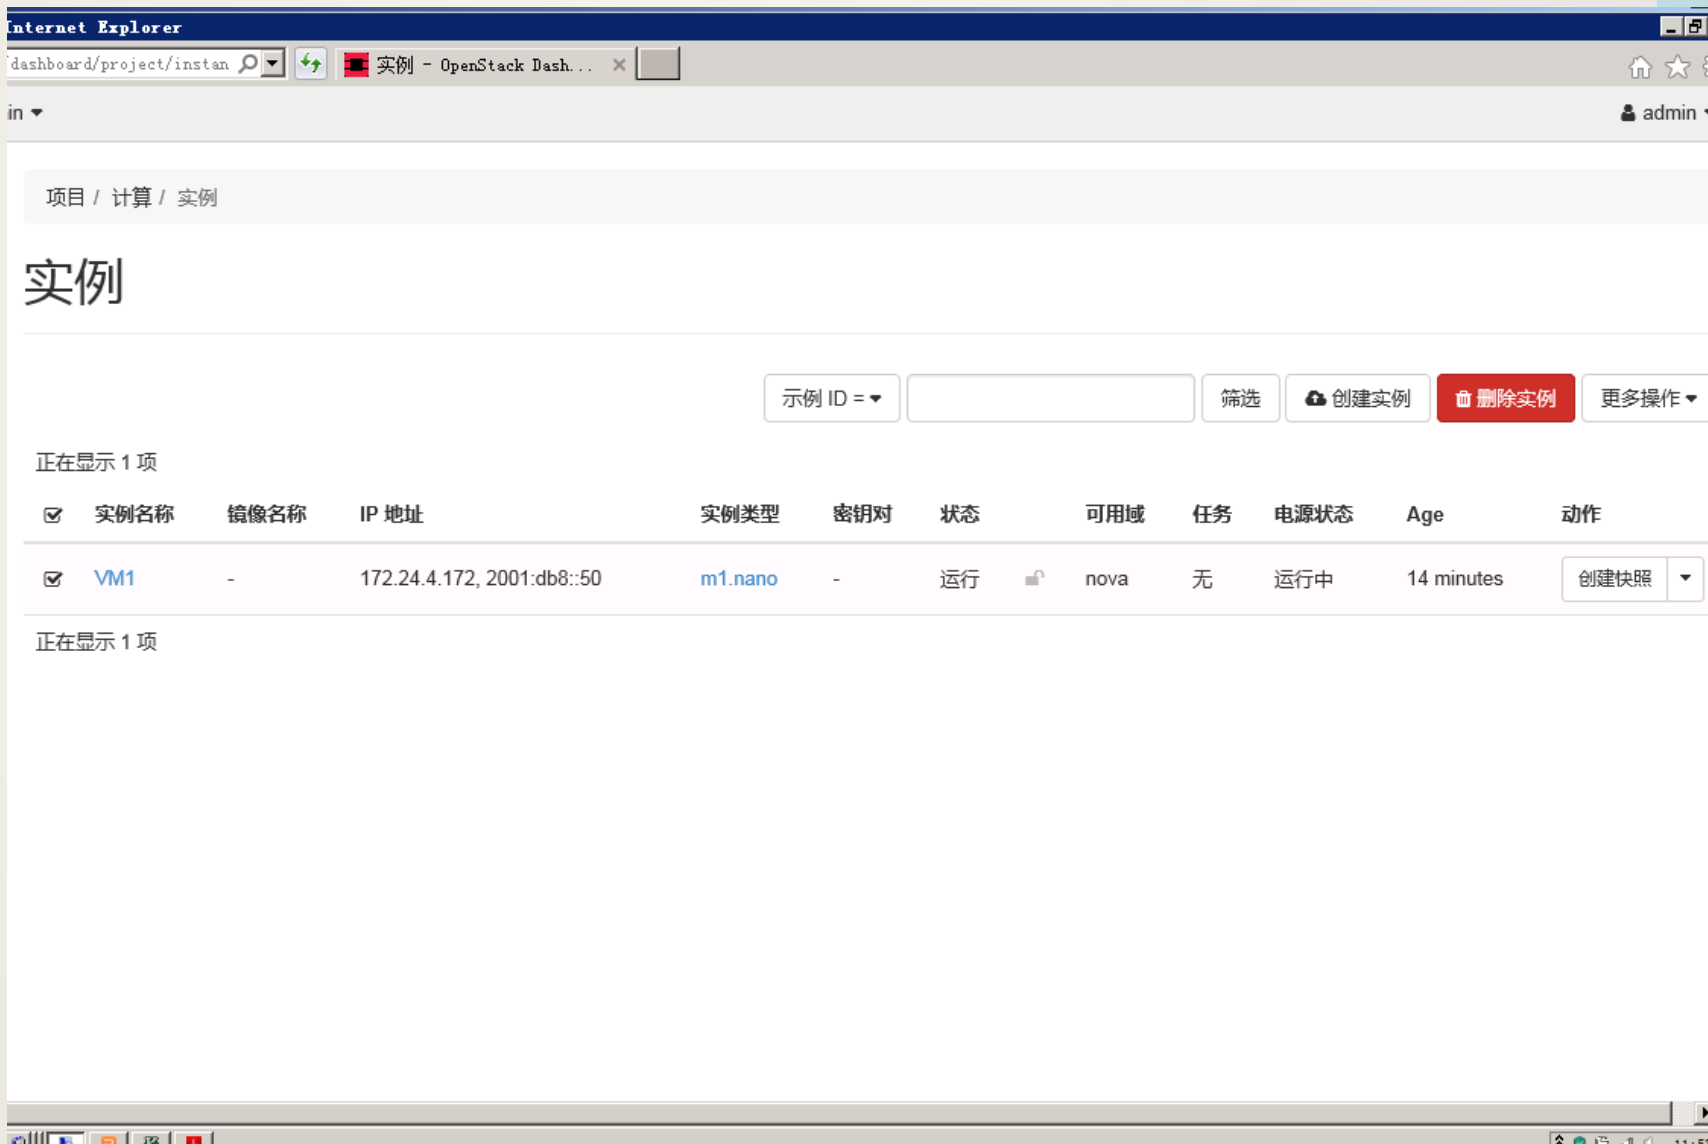 Internet Explorer
dashboard/project/instan
实例 - OpenStack Dash...
in
admin
项目 / 计算 / 实例
实例
示例 ID =
筛选
创建实例
删除实例
更多操作
正在显示 1 项
实例名称 镜像名称 IP 地址 实例类型 密钥对 状态 可用域 任务 电源状态 Age 动作
VM1 - 172.24.4.172, 2001:db8::50 m1.nano - 运行 nova 无 运行中 14 minutes 创建快照
正在显示 1 项